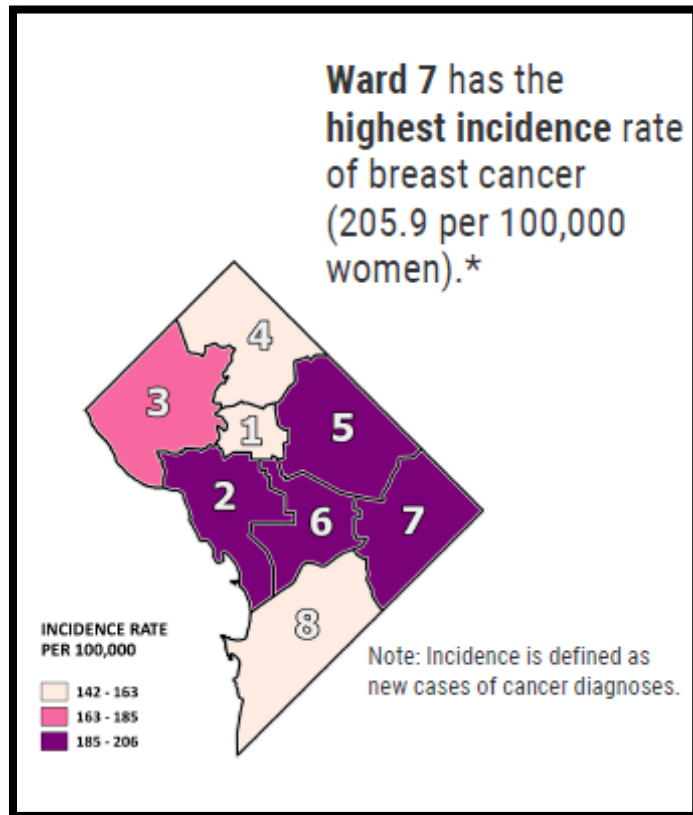 Ward 7 has the
highest incidence rate
of breast cancer
(205.9 per 100,000
women).*
4
3
1
5
2
6
7
8
INCIDENCE RATE
PER 100,000
142 - 163
163 - 185
185 - 206
Note: Incidence is defined as
new cases of cancer diagnoses.